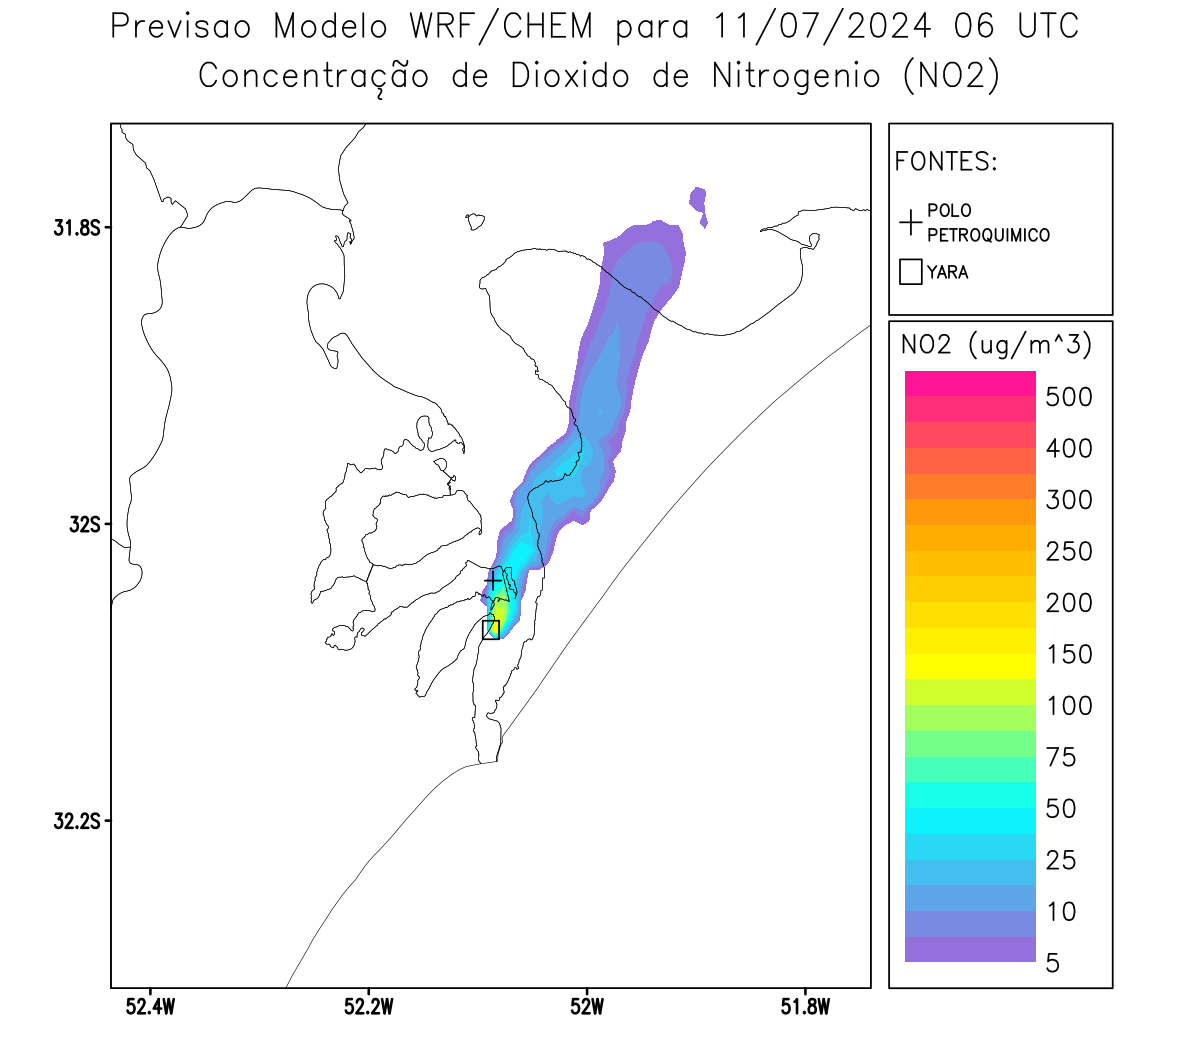 Previsao Modelo WRF/CHEM para 11/07/2024 06 UTC
Concentração de Dioxido de Nitrogenio (NO2)
FONTES:
POLO
PETROQUIMICO
YARA
31.8S
32S
32.2S
52.4W
52.2W
52W
51.8W
NO2 (ug/m^3)
500
400
300
250
200
150
100
75
50
25
10
5